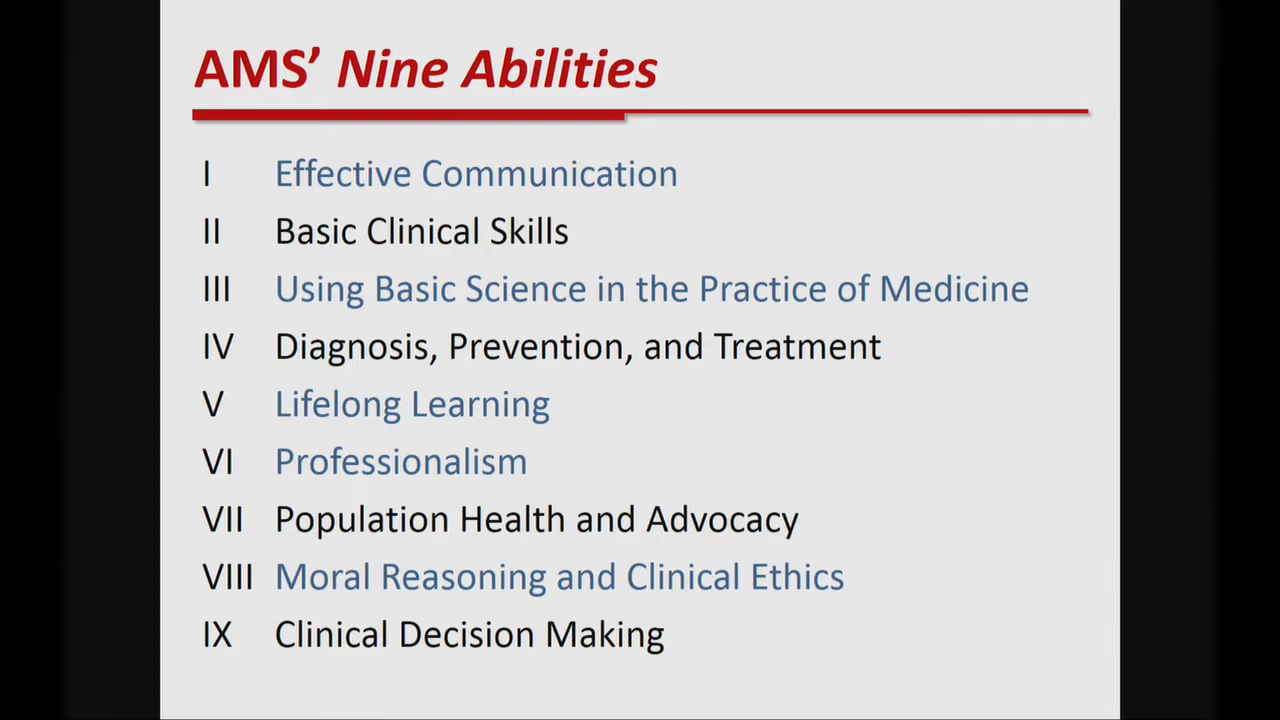 AMS’ Nine Abilities
I Effective Communication
II Basic Clinical Skills
III Using Basic Science in the Practice of Medicine
IV Diagnosis, Prevention, and Treatment
V Lifelong Learning
VI Professionalism
VII Population Health and Advocacy
VIII Moral Reasoning and Clinical Ethics
IX Clinical Decision Making